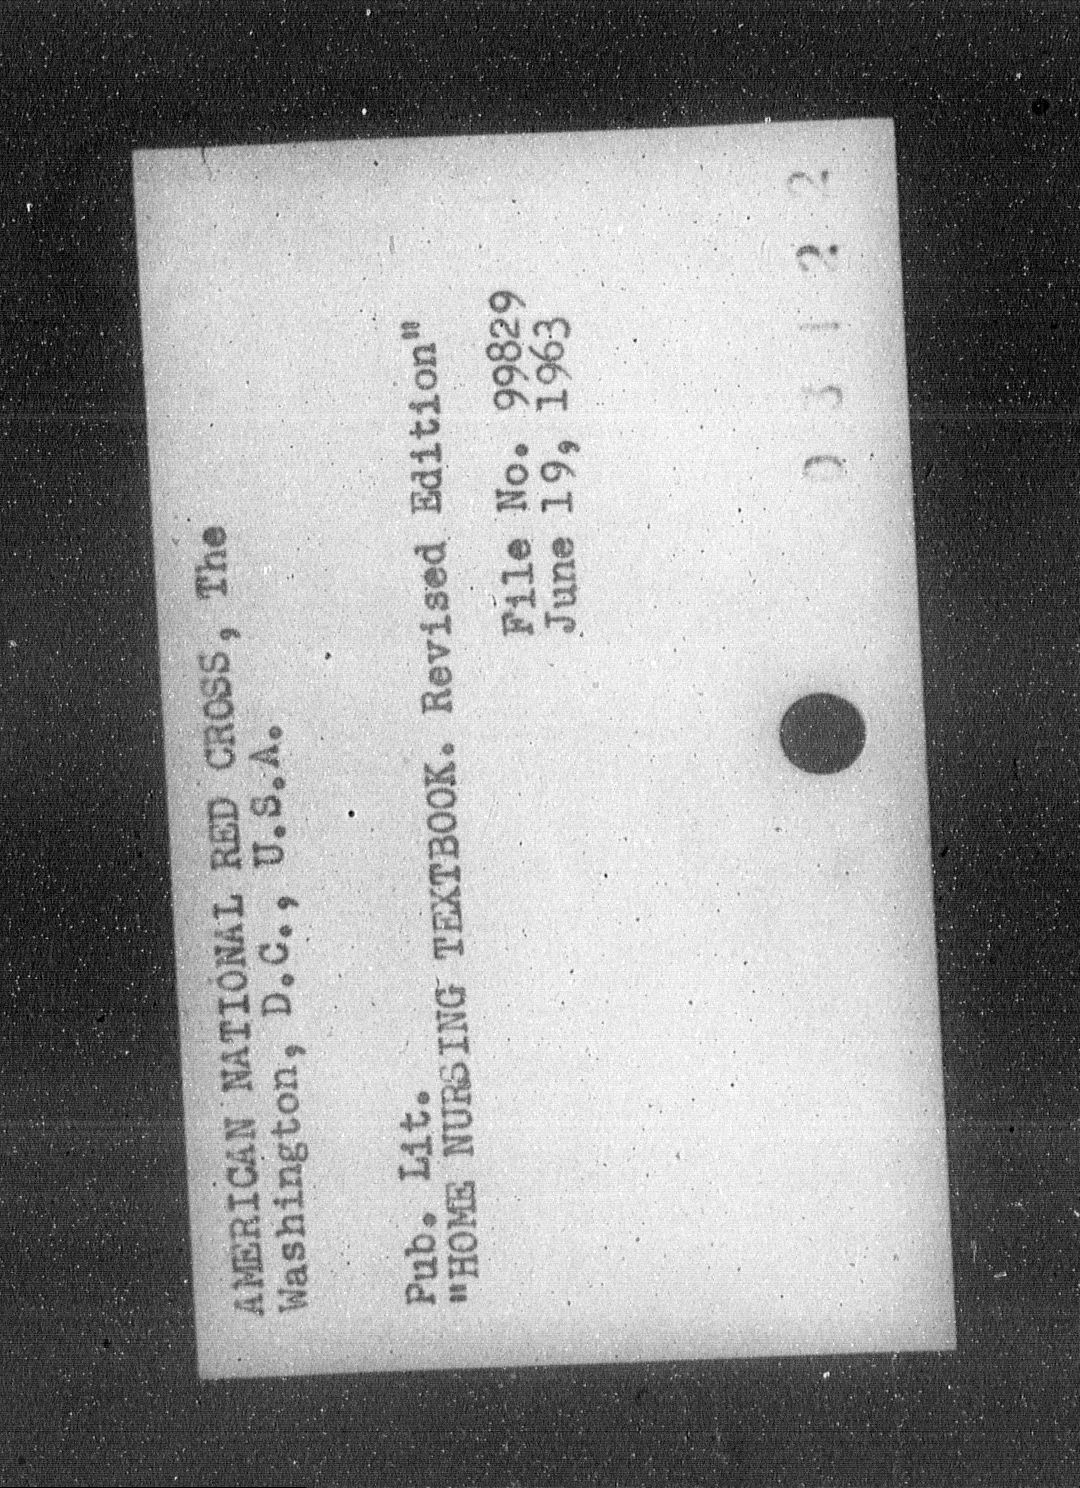 AMERICAN NATIONAL RED CROSS, The
Washington, D.C., U.S.A.
Pub. Lit.
"HOME NURSING TEXTBOOK. Revised Edition"
File No. 99829
June 19, 1963
03122